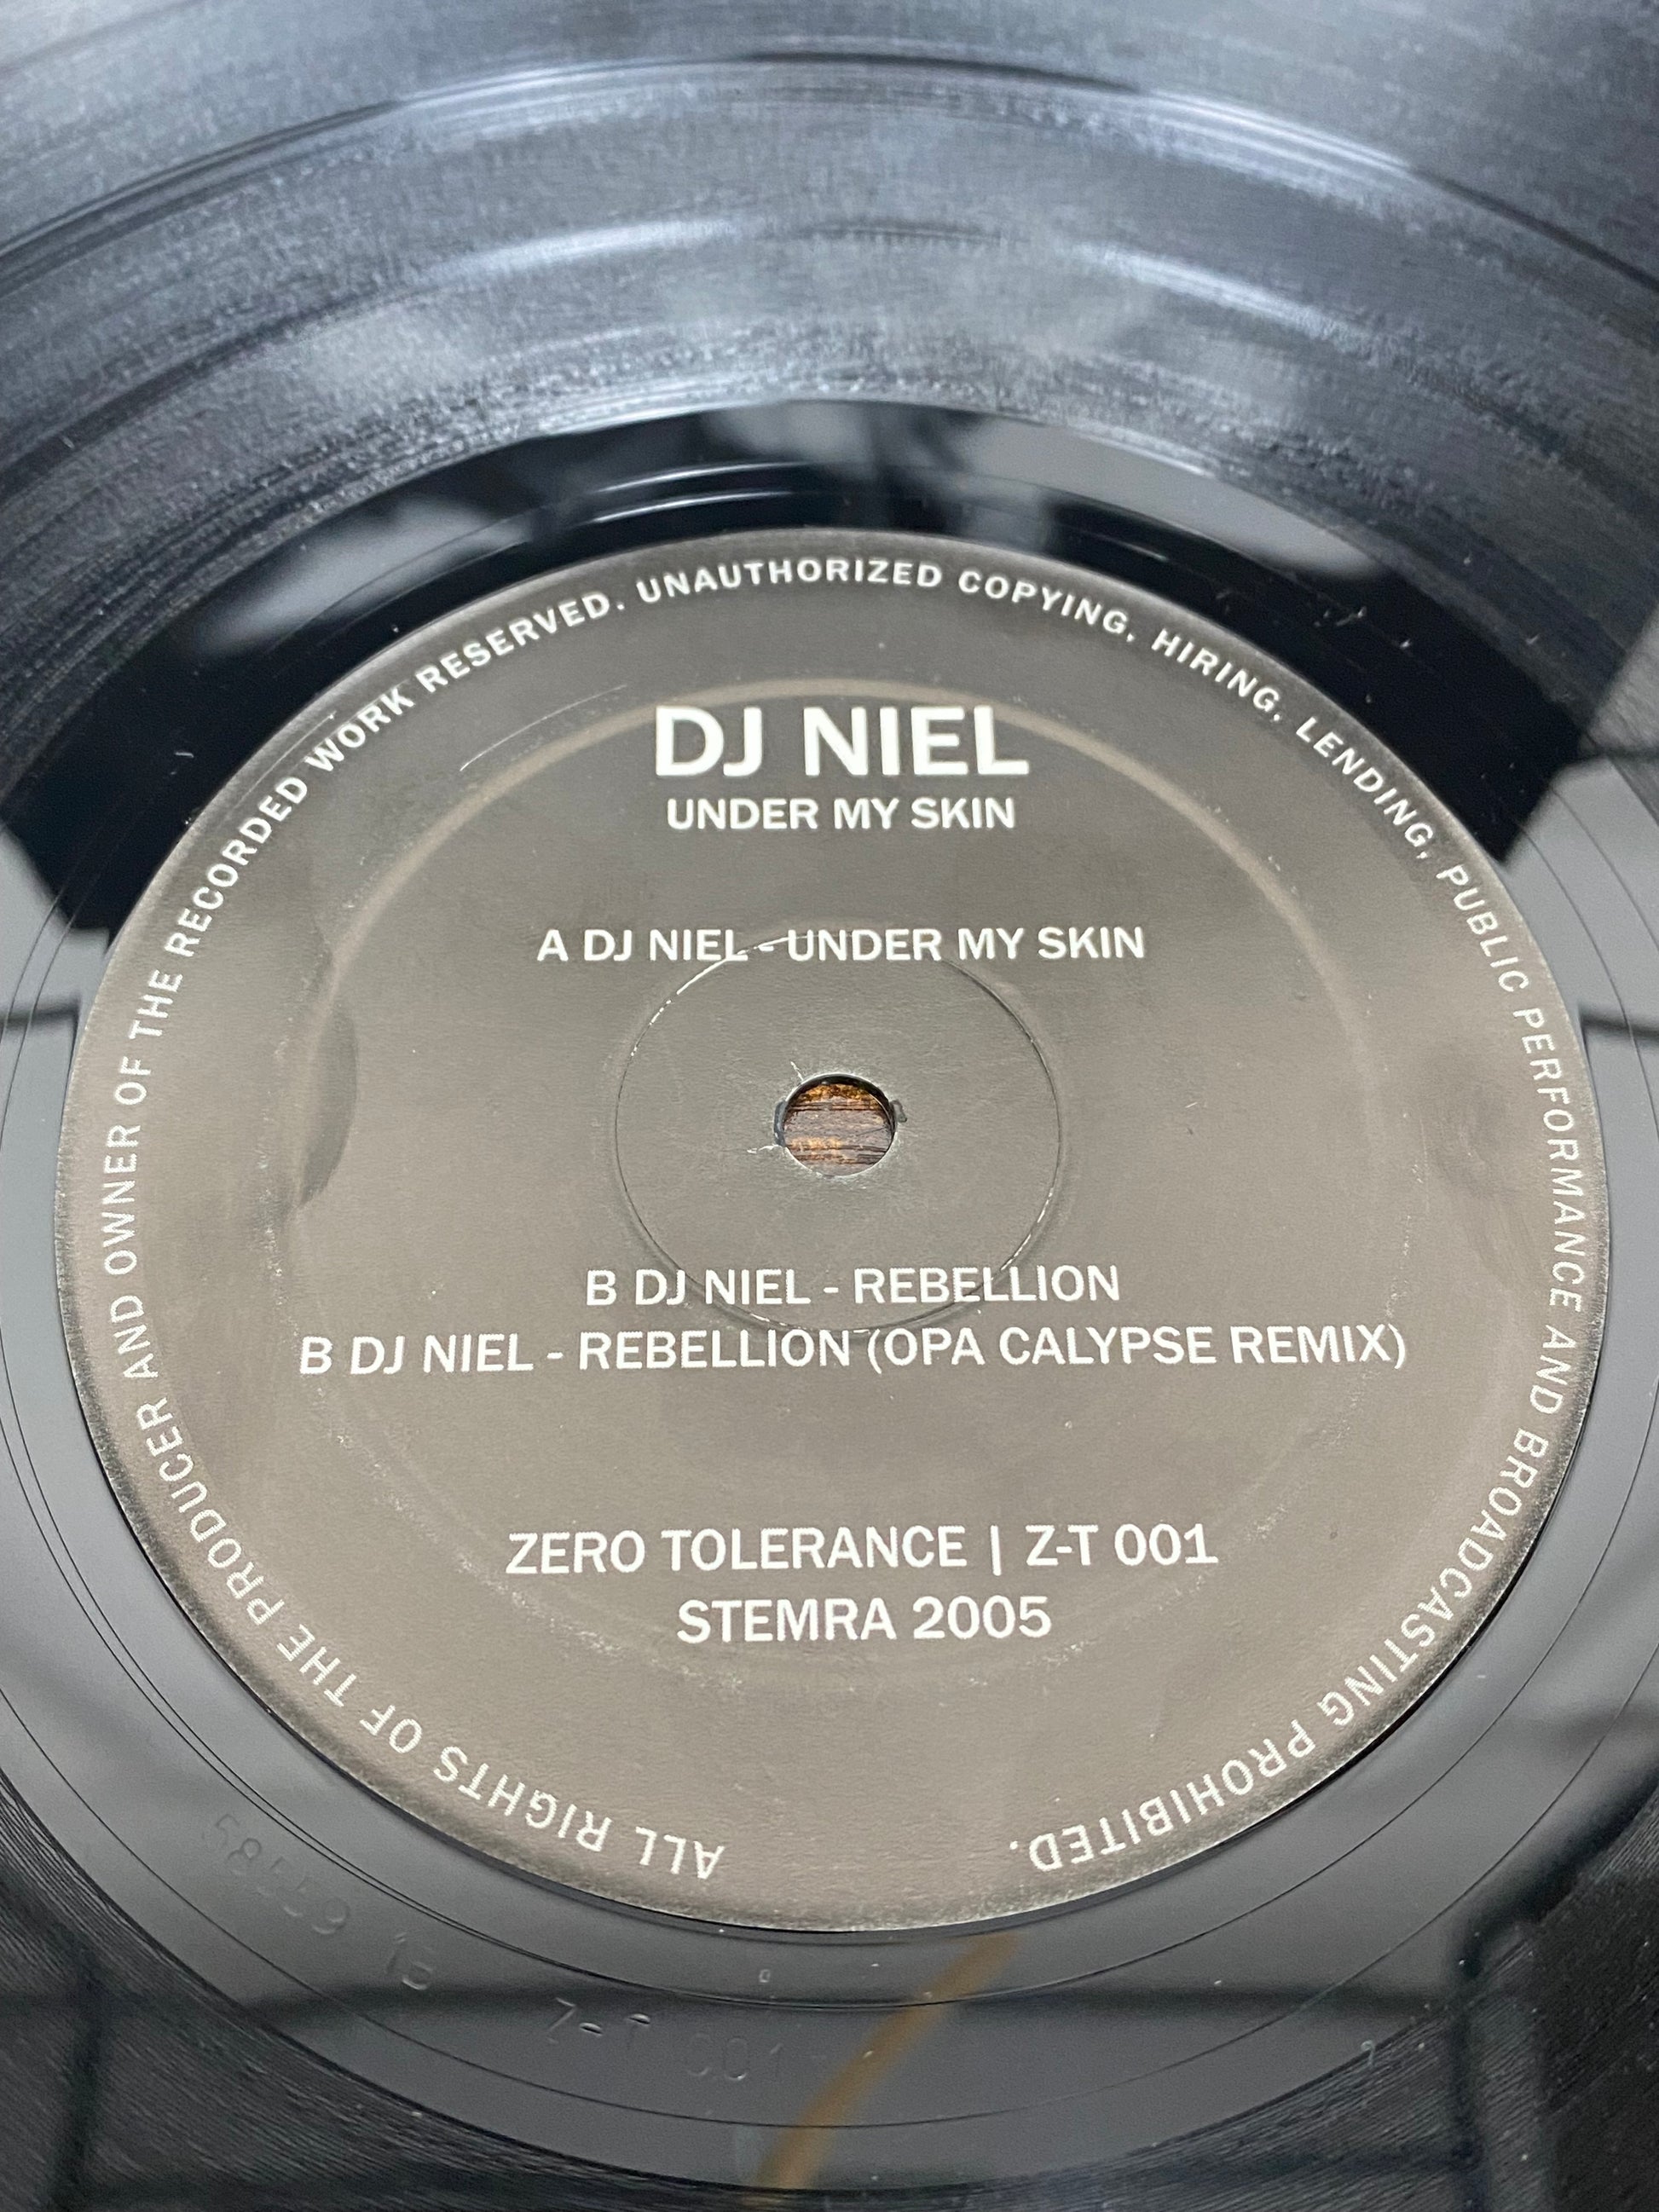 DJ NIEL
UNDER MY SKIN
A DJ NIEL - UNDER MY SKIN
B DJ NIEL - REBELLION
B DJ NIEL - REBELLION (OPA CALYPSE REMIX)
ZERO TOLERANCE | Z-T 001
STEMRA 2005
ALL RIGHTS OF THE PRODUCER AND OWNER OF THE RECORDED WORK RESERVED. UNAUTHORIZED COPYING, HIRING, LENDING, PUBLIC PERFORMANCE AND BROADCASTING PROHIBITED.
Z-T 001